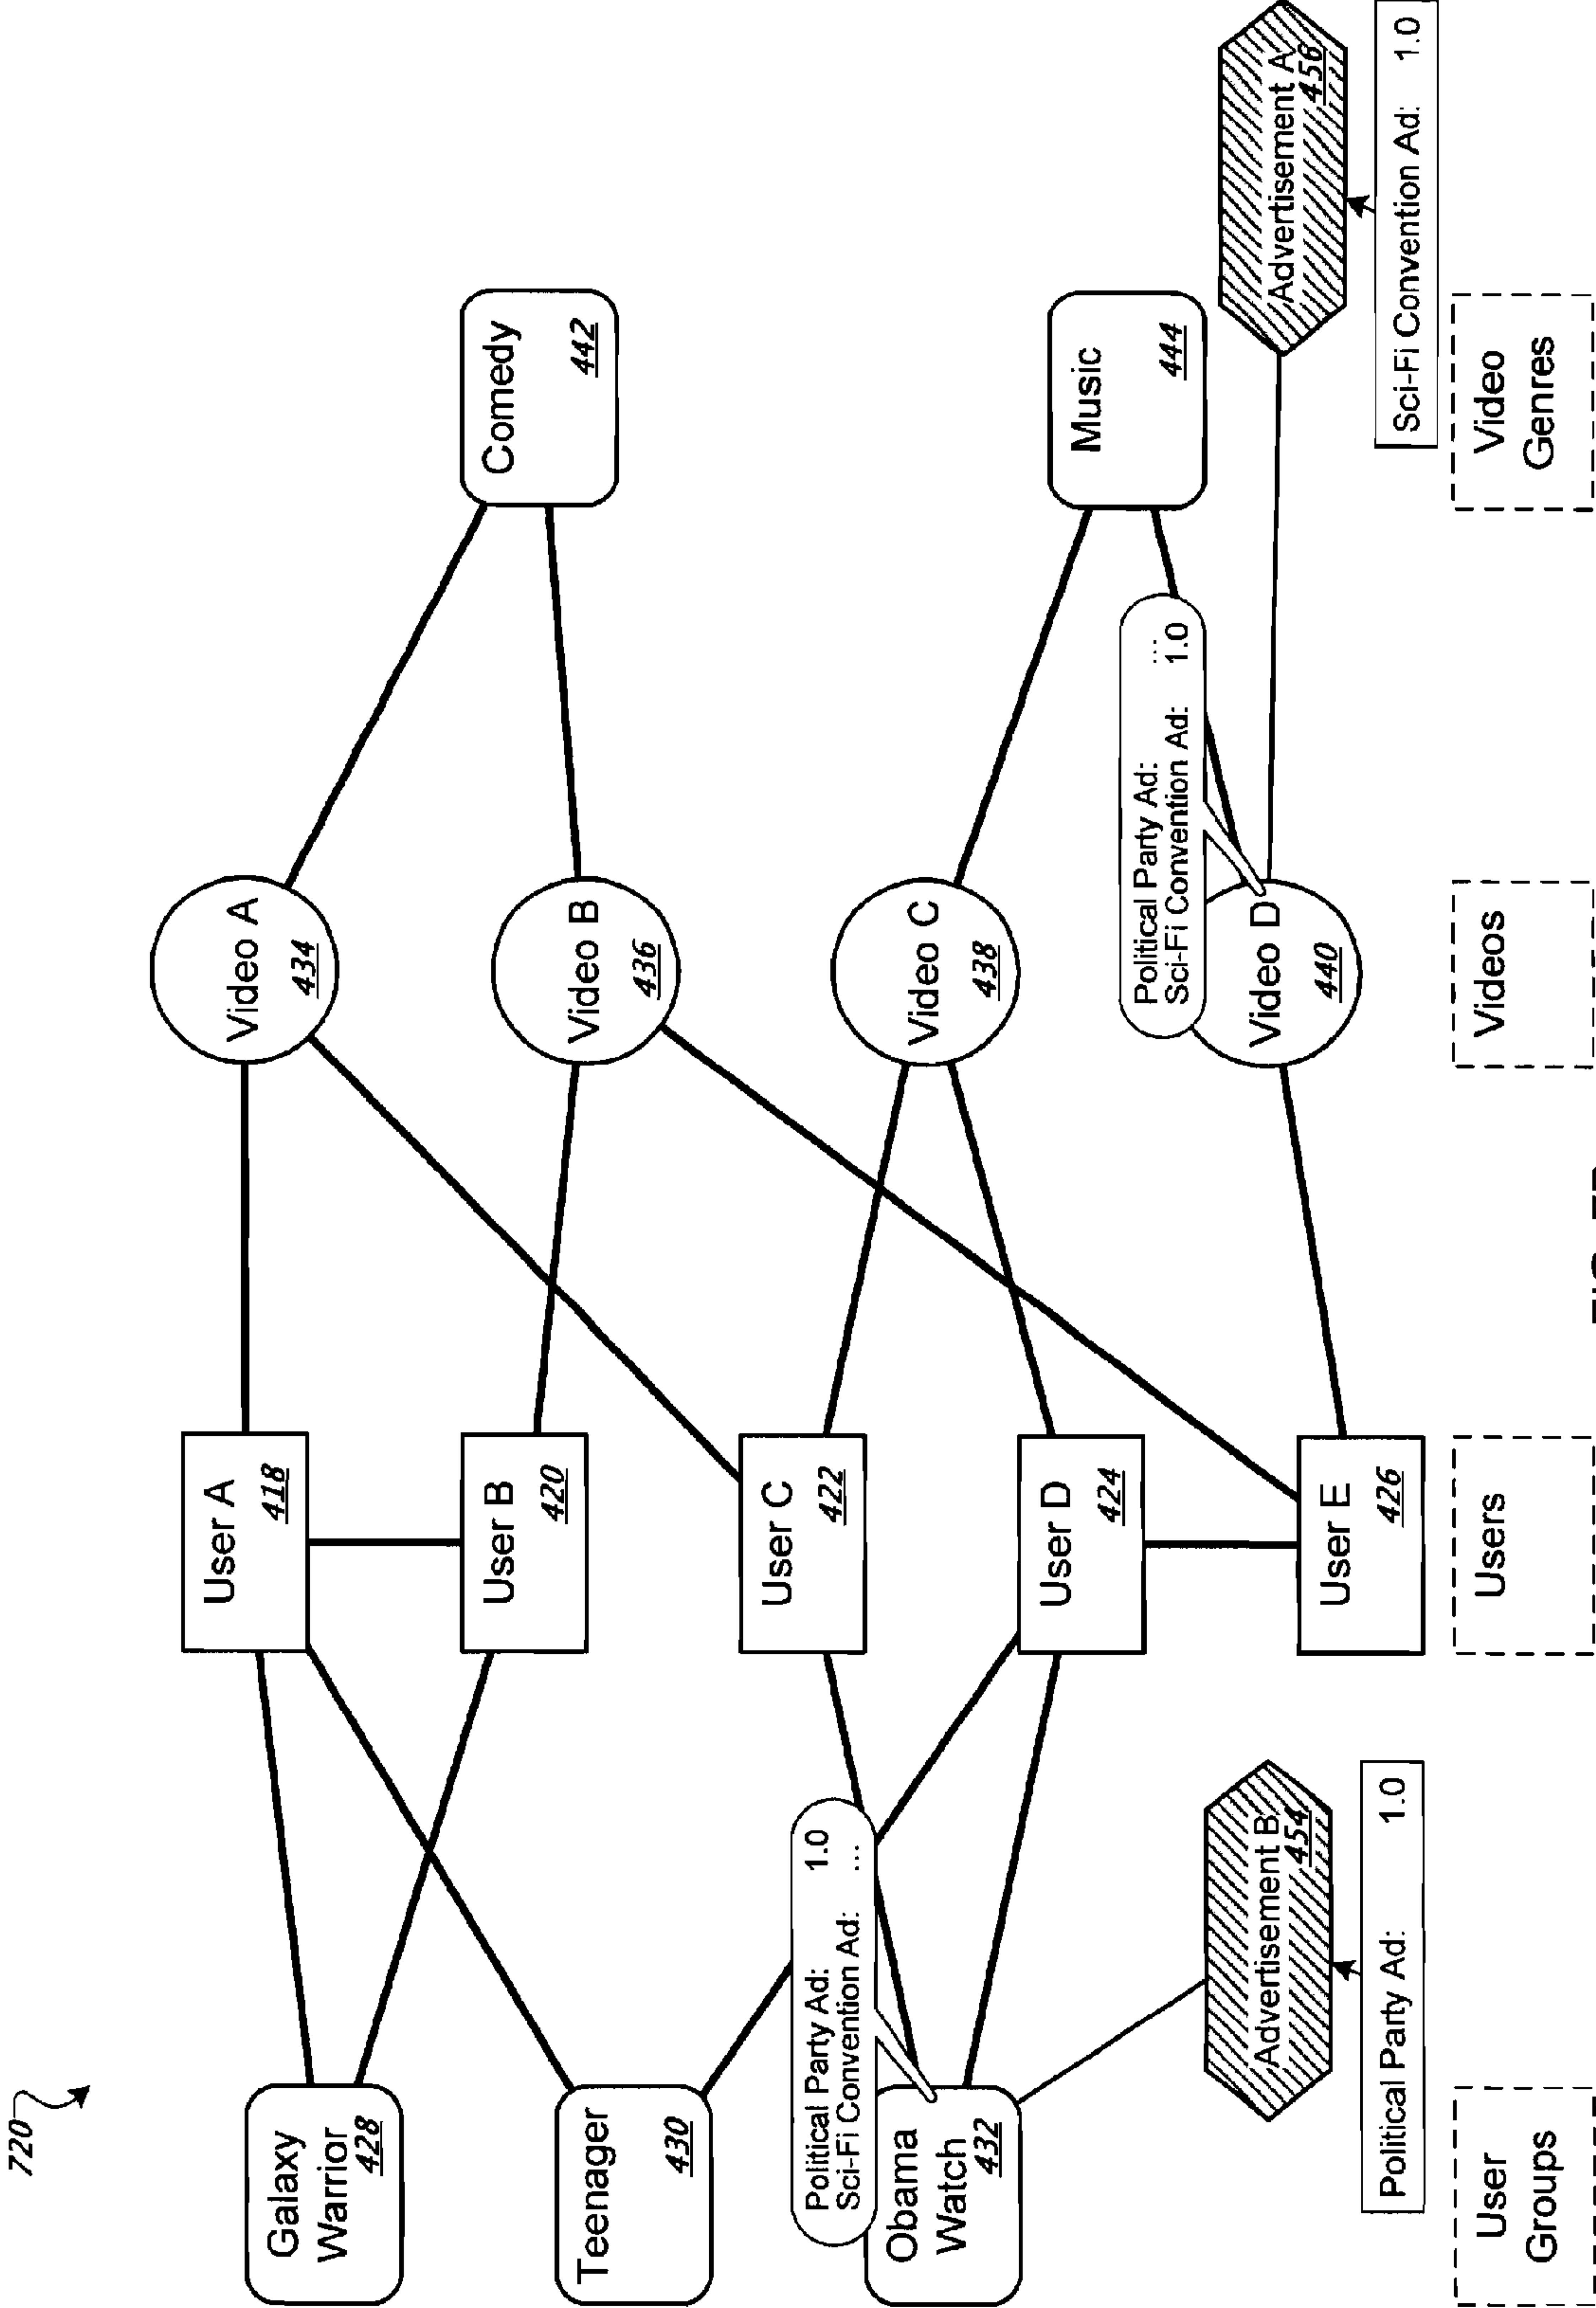 720
Galaxy
Warrior
428
Teenager
430
Obama
Watch
432
Political Party Ad: 1.0
Sci-Fi Convention Ad: ...
Advertisement B
454
Political Party Ad: 1.0
User
Groups
User A
418
User B
420
User C
422
User D
424
User E
426
Users
Video A
434
Video B
436
Video C
438
Video D
440
Political Party Ad: ...
Sci-Fi Convention Ad: 1.0
Videos
Comedy
442
Music
444
Advertisement A
456
Sci-Fi Convention Ad: 1.0
Video
Genres